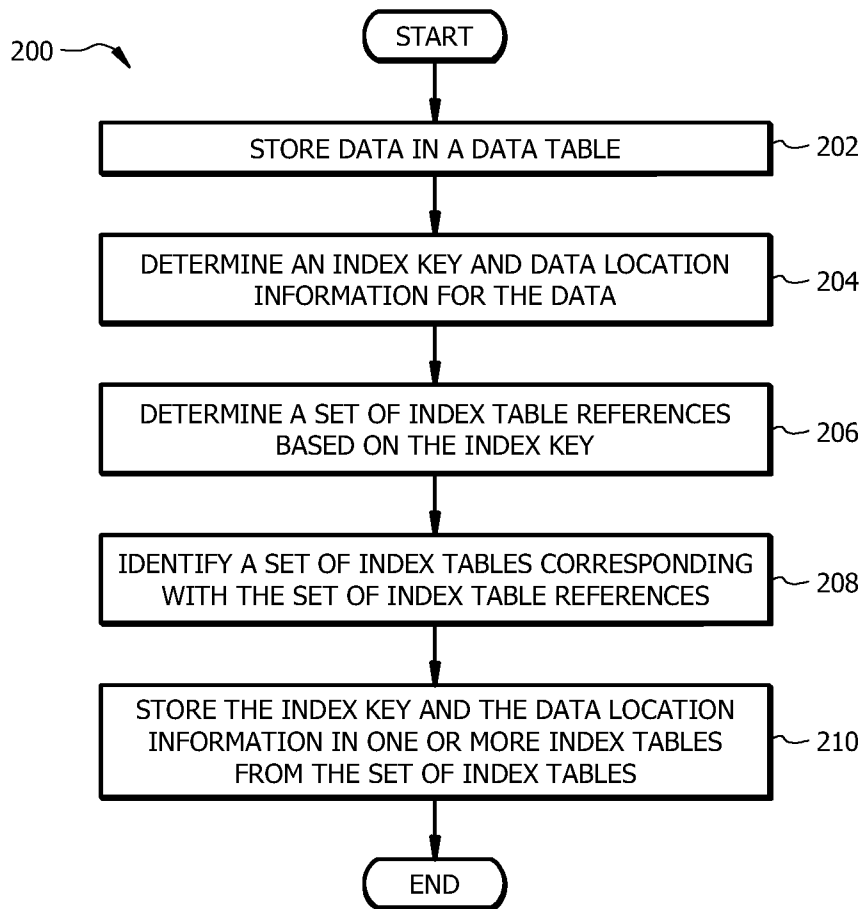 200
START
STORE DATA IN A DATA TABLE
202
DETERMINE AN INDEX KEY AND DATA LOCATION
INFORMATION FOR THE DATA
204
DETERMINE A SET OF INDEX TABLE REFERENCES
BASED ON THE INDEX KEY
206
IDENTIFY A SET OF INDEX TABLES CORRESPONDING
WITH THE SET OF INDEX TABLE REFERENCES
208
STORE THE INDEX KEY AND THE DATA LOCATION
INFORMATION IN ONE OR MORE INDEX TABLES
FROM THE SET OF INDEX TABLES
210
END